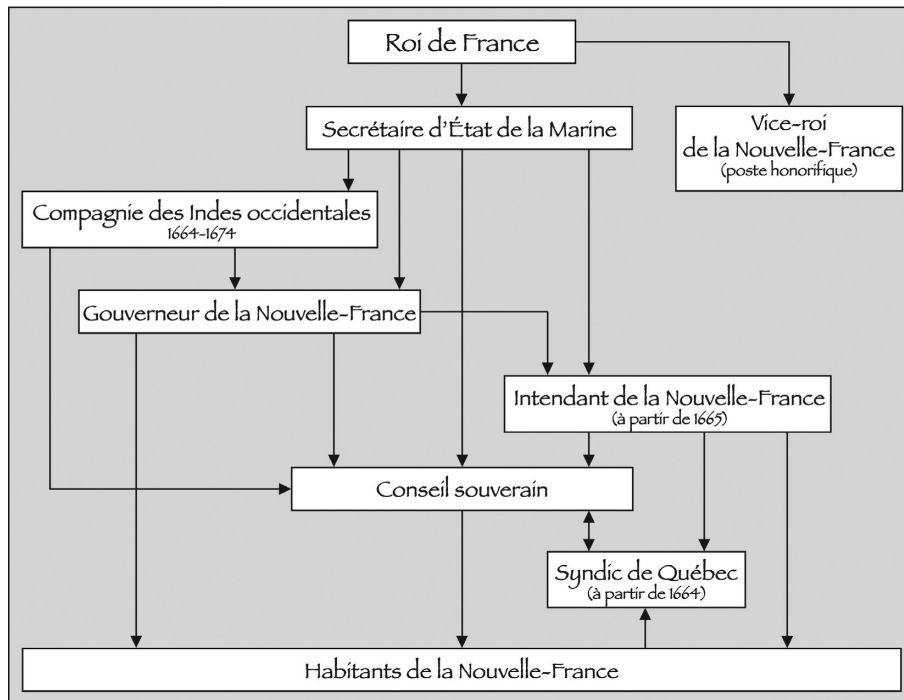 Roi de France
Secrétaire d'État de la Marine
Vice-roi
de la Nouvelle-France
(poste honorifique)
Compagnie des Indes occidentales
1664-1674
Gouverneur de la Nouvelle-France
Intendant de la Nouvelle-France
(à partir de 1665)
Conseil souverain
Syndic de Québec
(à partir de 1664)
Habitants de la Nouvelle-France